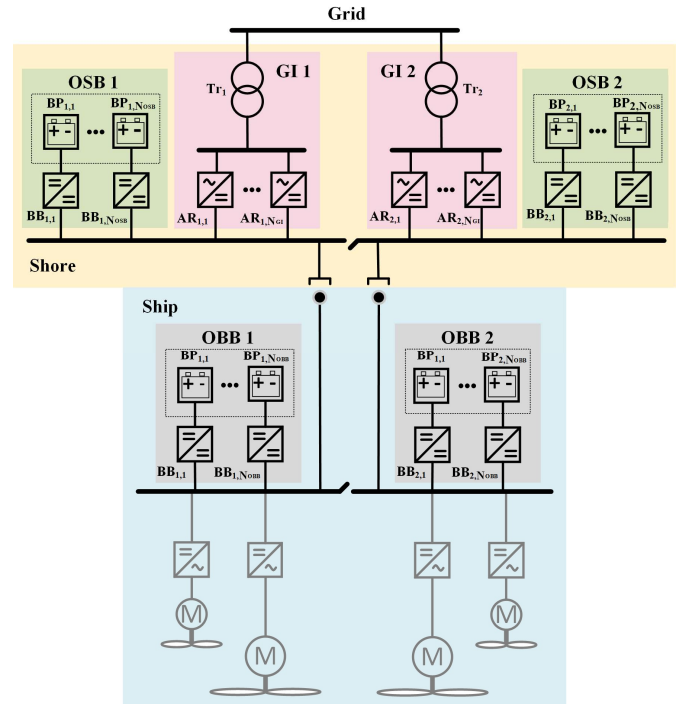 Grid
OSB 1
GI 1
GI 2
OSB 2
Tr1
Tr2
BP1,1
BP1,NOSB
BP2,1
BP2,NOSB
BB1,1
BB1,NOSB
AR1,1
AR1,NGI
AR2,1
AR2,NGI
BB2,1
BB2,NOSB
Shore
Ship
OBB 1
OBB 2
BP1,1
BP1,NOBB
BP1,1
BP2,NOBB
BB1,1
BB1,NOBB
BB2,1
BB2,NOBB
M
M
M
M